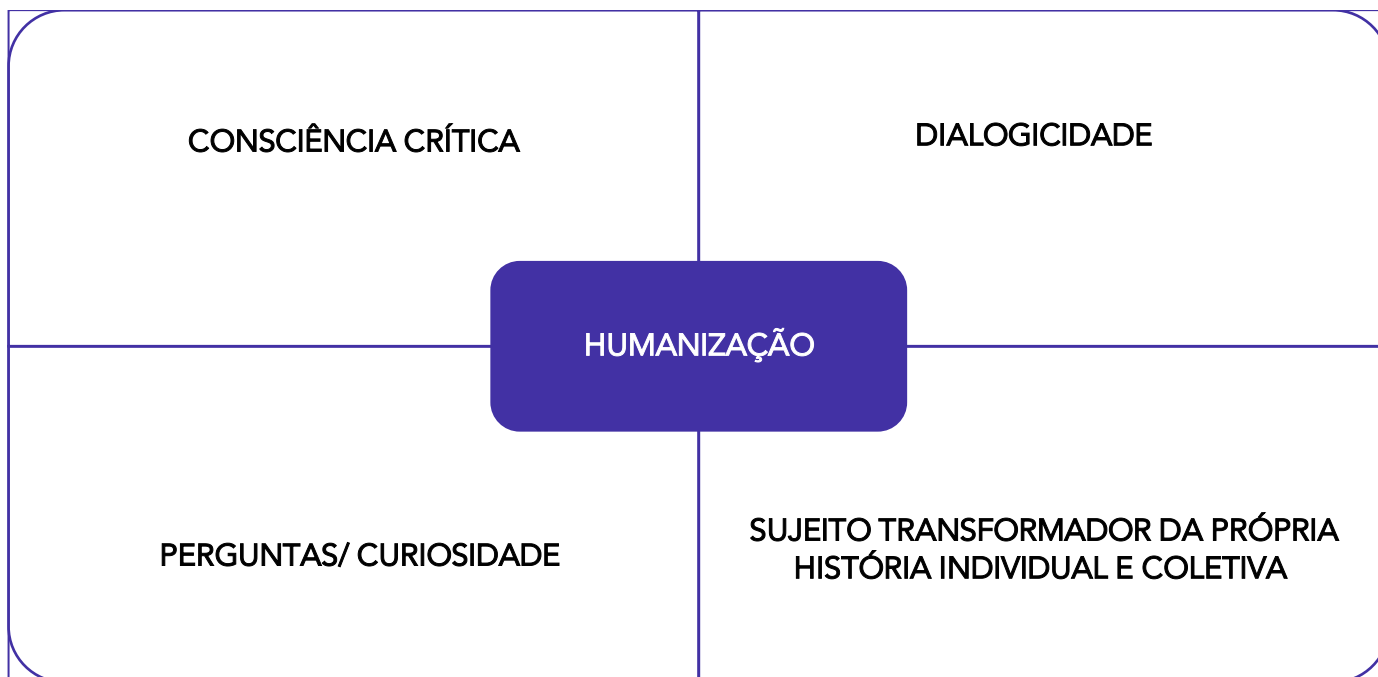 CONSCIÊNCIA CRÍTICA
DIALOGICIDADE
HUMANIZAÇÃO
PERGUNTAS/ CURIOSIDADE
SUJEITO TRANSFORMADOR DA PRÓPRIA
HISTÓRIA INDIVIDUAL E COLETIVA